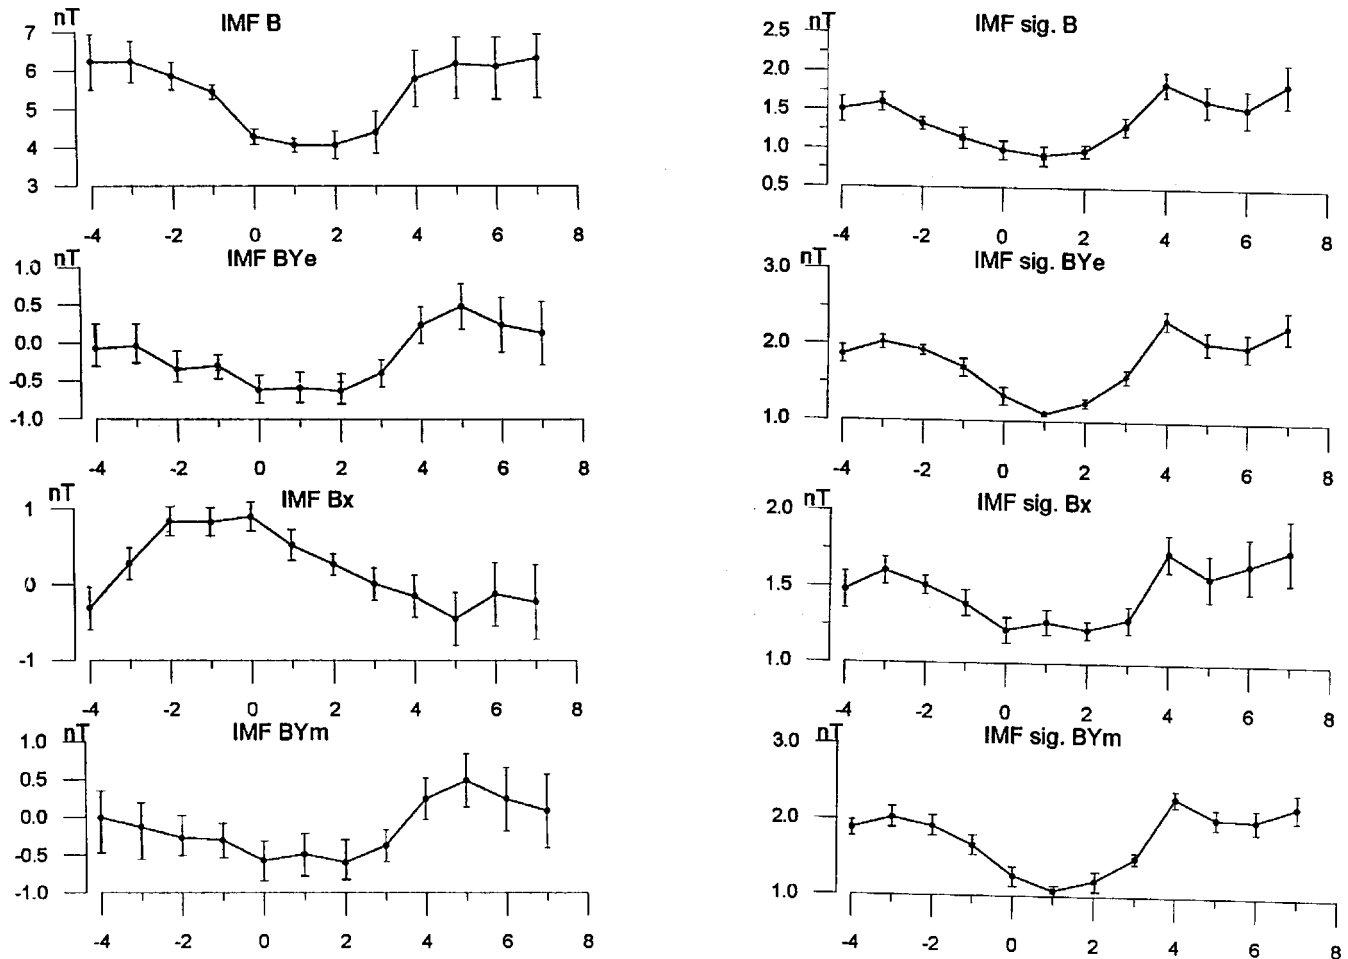 nT
IMF B
7
6
5
4
3
-4 -2 0 2 4 6 8
nT
IMF BYe
1.0
0.5
0.0
-0.5
-1.0
-4 -2 0 2 4 6 8
nT
IMF Bx
1
0
-1
-4 -2 0 2 4 6 8
nT
IMF BYm
1.0
0.5
0.0
-0.5
-1.0
-4 -2 0 2 4 6 8
nT
IMF sig. B
2.5
2.0
1.5
1.0
0.5
-4 -2 0 2 4 6 8
nT
IMF sig. BYe
3.0
2.0
1.0
-4 -2 0 2 4 6 8
nT
IMF sig. Bx
2.0
1.5
1.0
-4 -2 0 2 4 6 8
nT
IMF sig. BYm
3.0
2.0
1.0
-4 -2 0 2 4 6 8